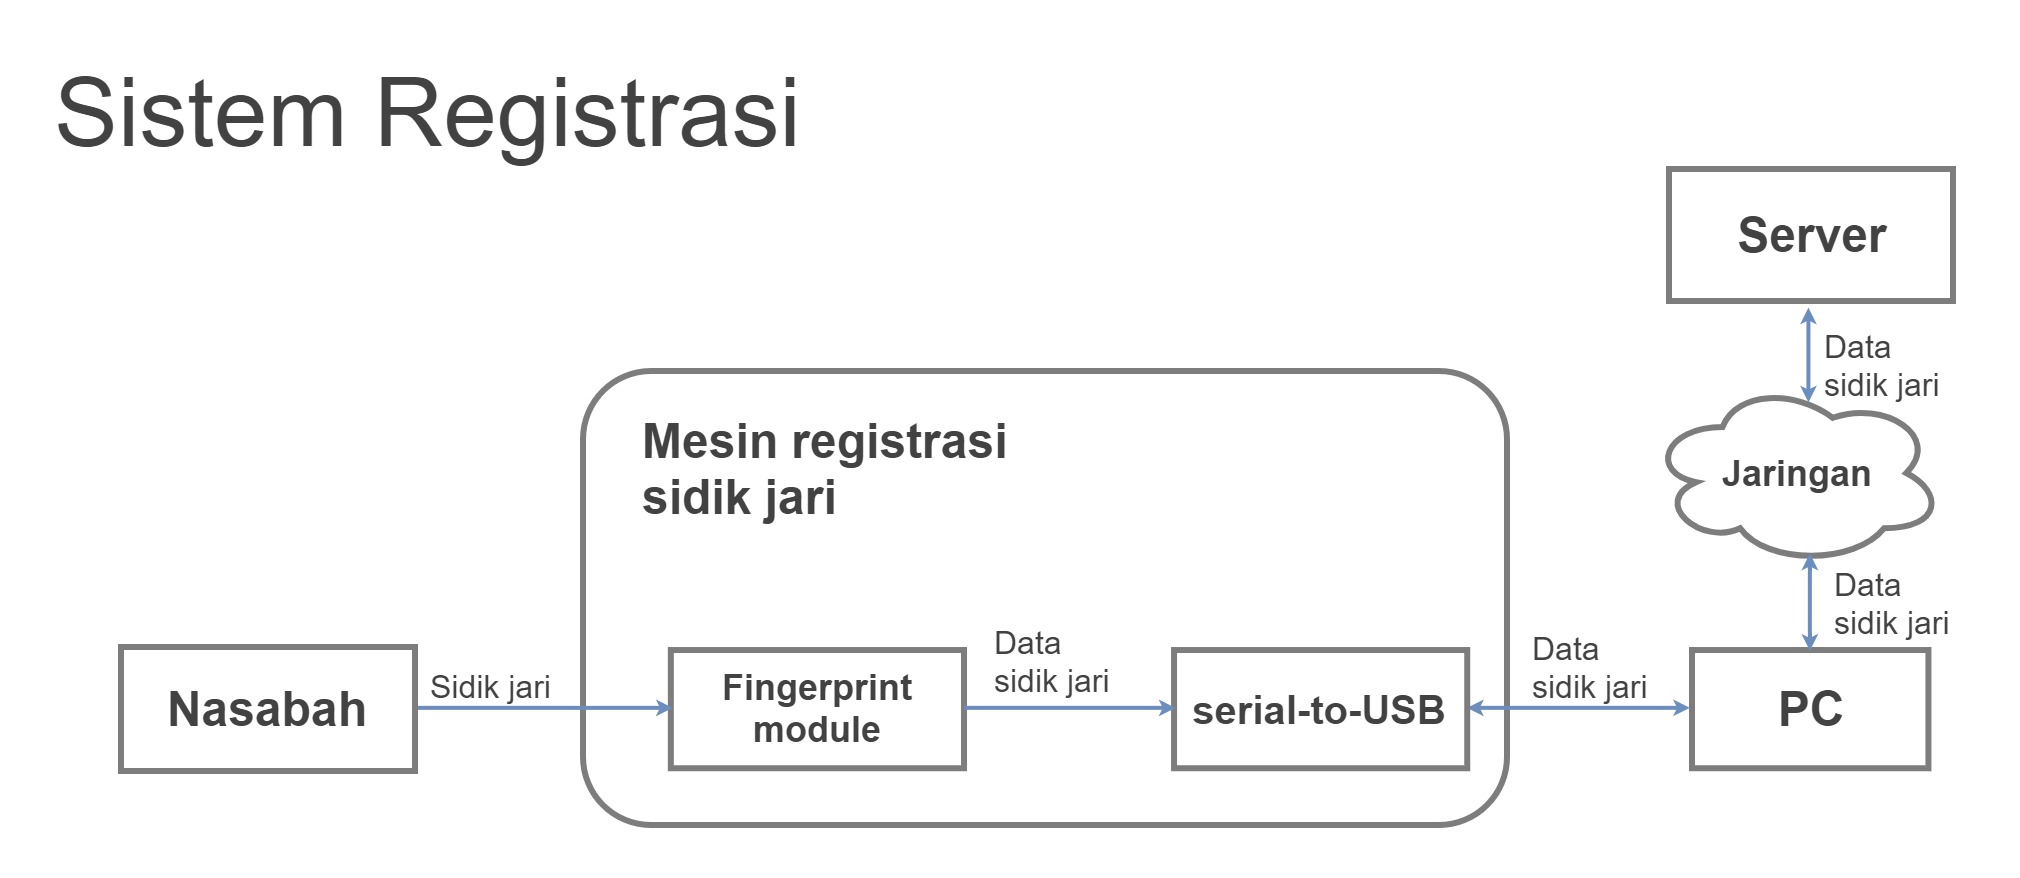 Sistem Registrasi
Server
Data
sidik jari
Jaringan
Data
sidik jari
Mesin registrasi
sidik jari
Nasabah
Sidik jari
Fingerprint
module
Data
sidik jari
serial-to-USB
Data
sidik jari
PC